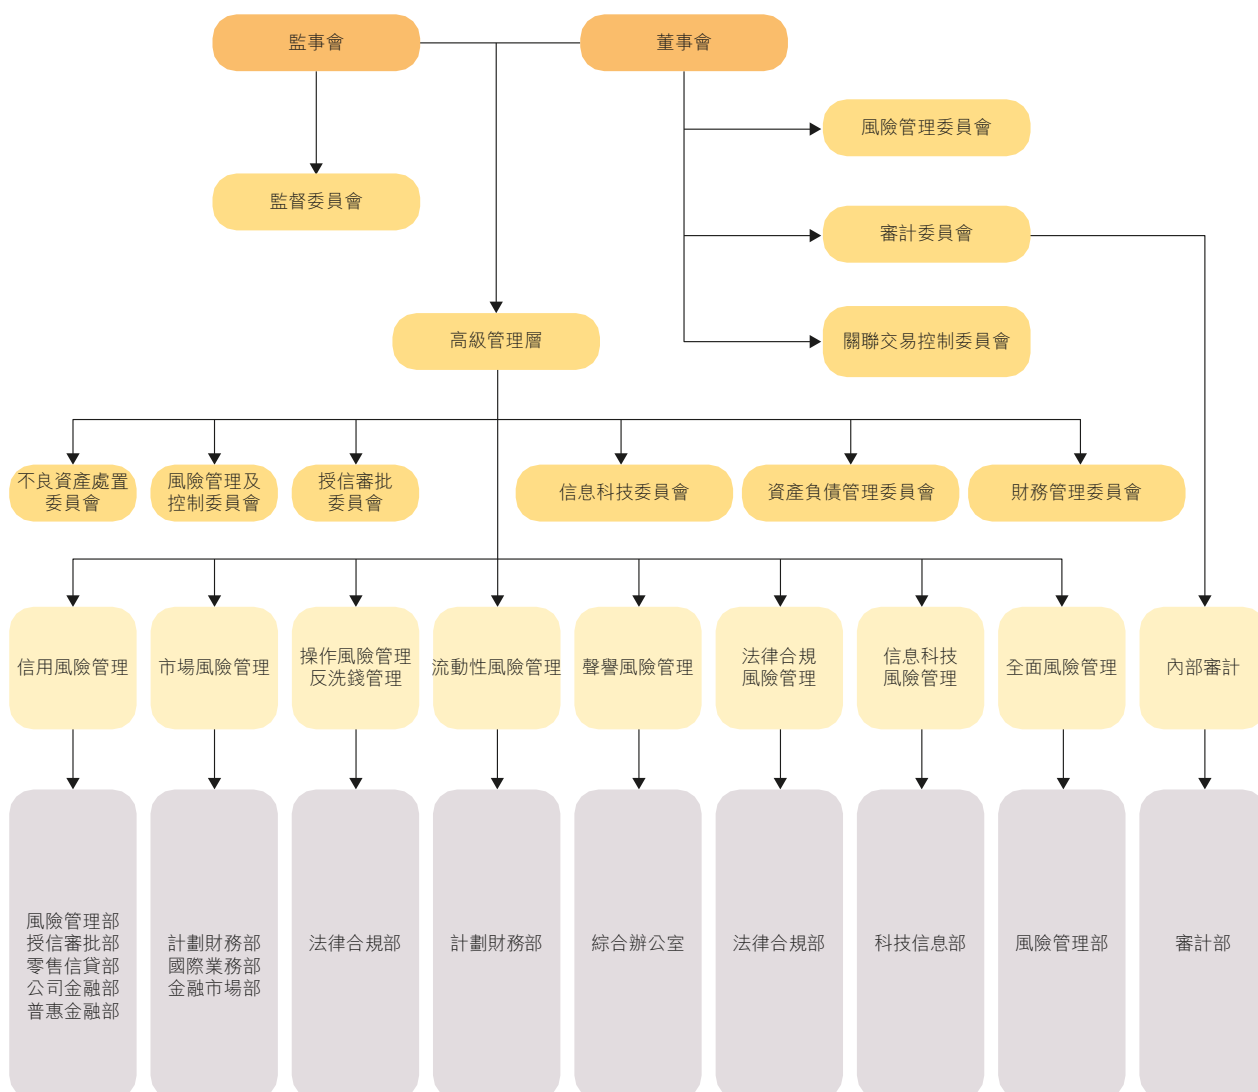 監事會
董事會
風險管理委員會
監督委員會
審計委員會
高級管理層
關聯交易控制委員會
不良資產處置
委員會
風險管理及
控制委員會
授信審批
委員會
信息科技委員會
資產負債管理委員會
財務管理委員會
信用風險管理
市場風險管理
操作風險管理
反洗錢管理
流動性風險管理
聲譽風險管理
法律合規
風險管理
信息科技
風險管理
全面風險管理
內部審計
風險管理部
授信審批部
零售信貸部
公司金融部
普惠金融部
計劃財務部
國際業務部
金融市場部
法律合規部
計劃財務部
綜合辦公室
法律合規部
科技信息部
風險管理部
審計部